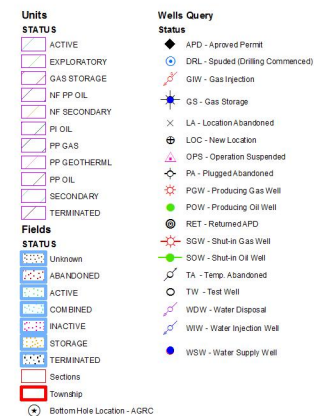 Units
STATUS
ACTIVE
EXPLORATORY
GAS STORAGE
NF PP OIL
NF SECONDARY
PI OIL
PP GAS
PP GEOTHERML
PP OIL
SECONDARY
TERMINATED
Fields
STATUS
Unknown
ABANDONED
ACTIVE
COMBINED
INACTIVE
STORAGE
TERMINATED
Sections
Township
Bottom Hole Location - AGRC
Wells Query
Status
APD - Aproved Permit
DRL - Spuded (Drilling Commenced)
GIW - Gas Injection
GS - Gas Storage
LA - Location Abandoned
LOC - New Location
OPS - Operation Suspended
PA - Plugged Abandoned
PGW - Producing Gas Well
POW - Producing Oil Well
RET - Returned APD
SGW - Shut-in Gas Well
SOW - Shut-in Oil Well
TA - Temp. Abandoned
TW - Test Well
WDW - Water Disposal
WIW - Water Injection Well
WSW - Water Supply Well